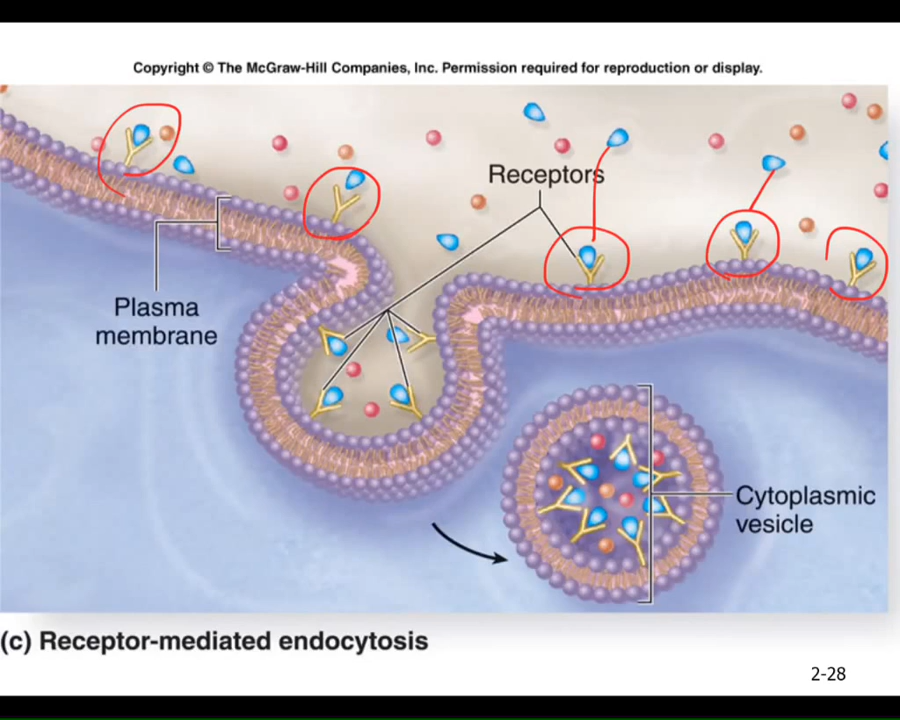 Copyright © The McGraw-Hill Companies, Inc. Permission required for reproduction or display.
Receptors
Plasma
membrane
Cytoplasmic
vesicle
(c) Receptor-mediated endocytosis
2-28